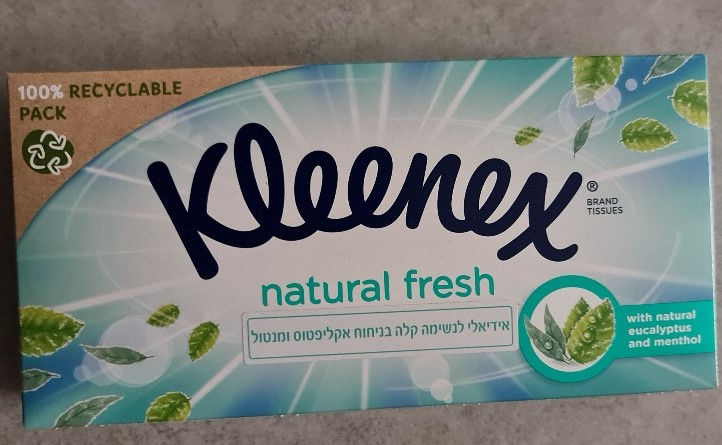 100% RECYCLABLE
PACK
Kleenex®
BRAND
TISSUES
natural fresh
אידיאלי לנשימה קלה בניחוח אקליפטוס ומנטול
with natural
eucalyptus
and menthol